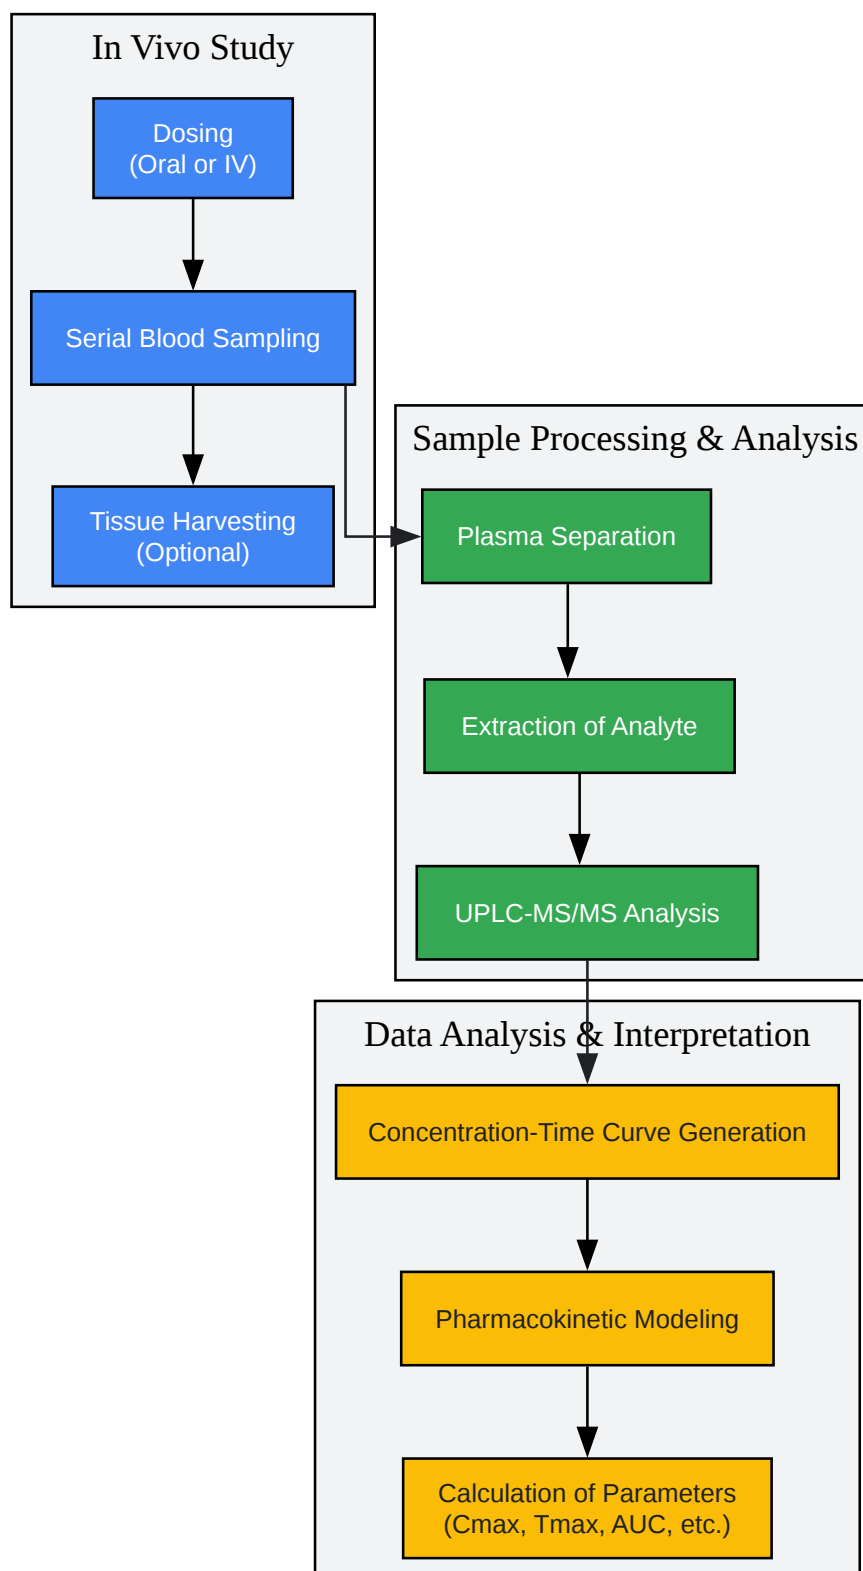 In Vivo Study
Dosing
(Oral or IV)
Serial Blood Sampling
Tissue Harvesting
(Optional)
Sample Processing & Analysis
Plasma Separation
Extraction of Analyte
UPLC-MS/MS Analysis
Data Analysis & Interpretation
Concentration-Time Curve Generation
Pharmacokinetic Modeling
Calculation of Parameters
(Cmax, Tmax, AUC, etc.)